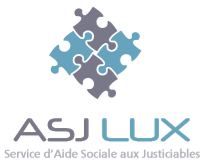 ASJ LUX
Service d'Aide Sociale aux Justiciables